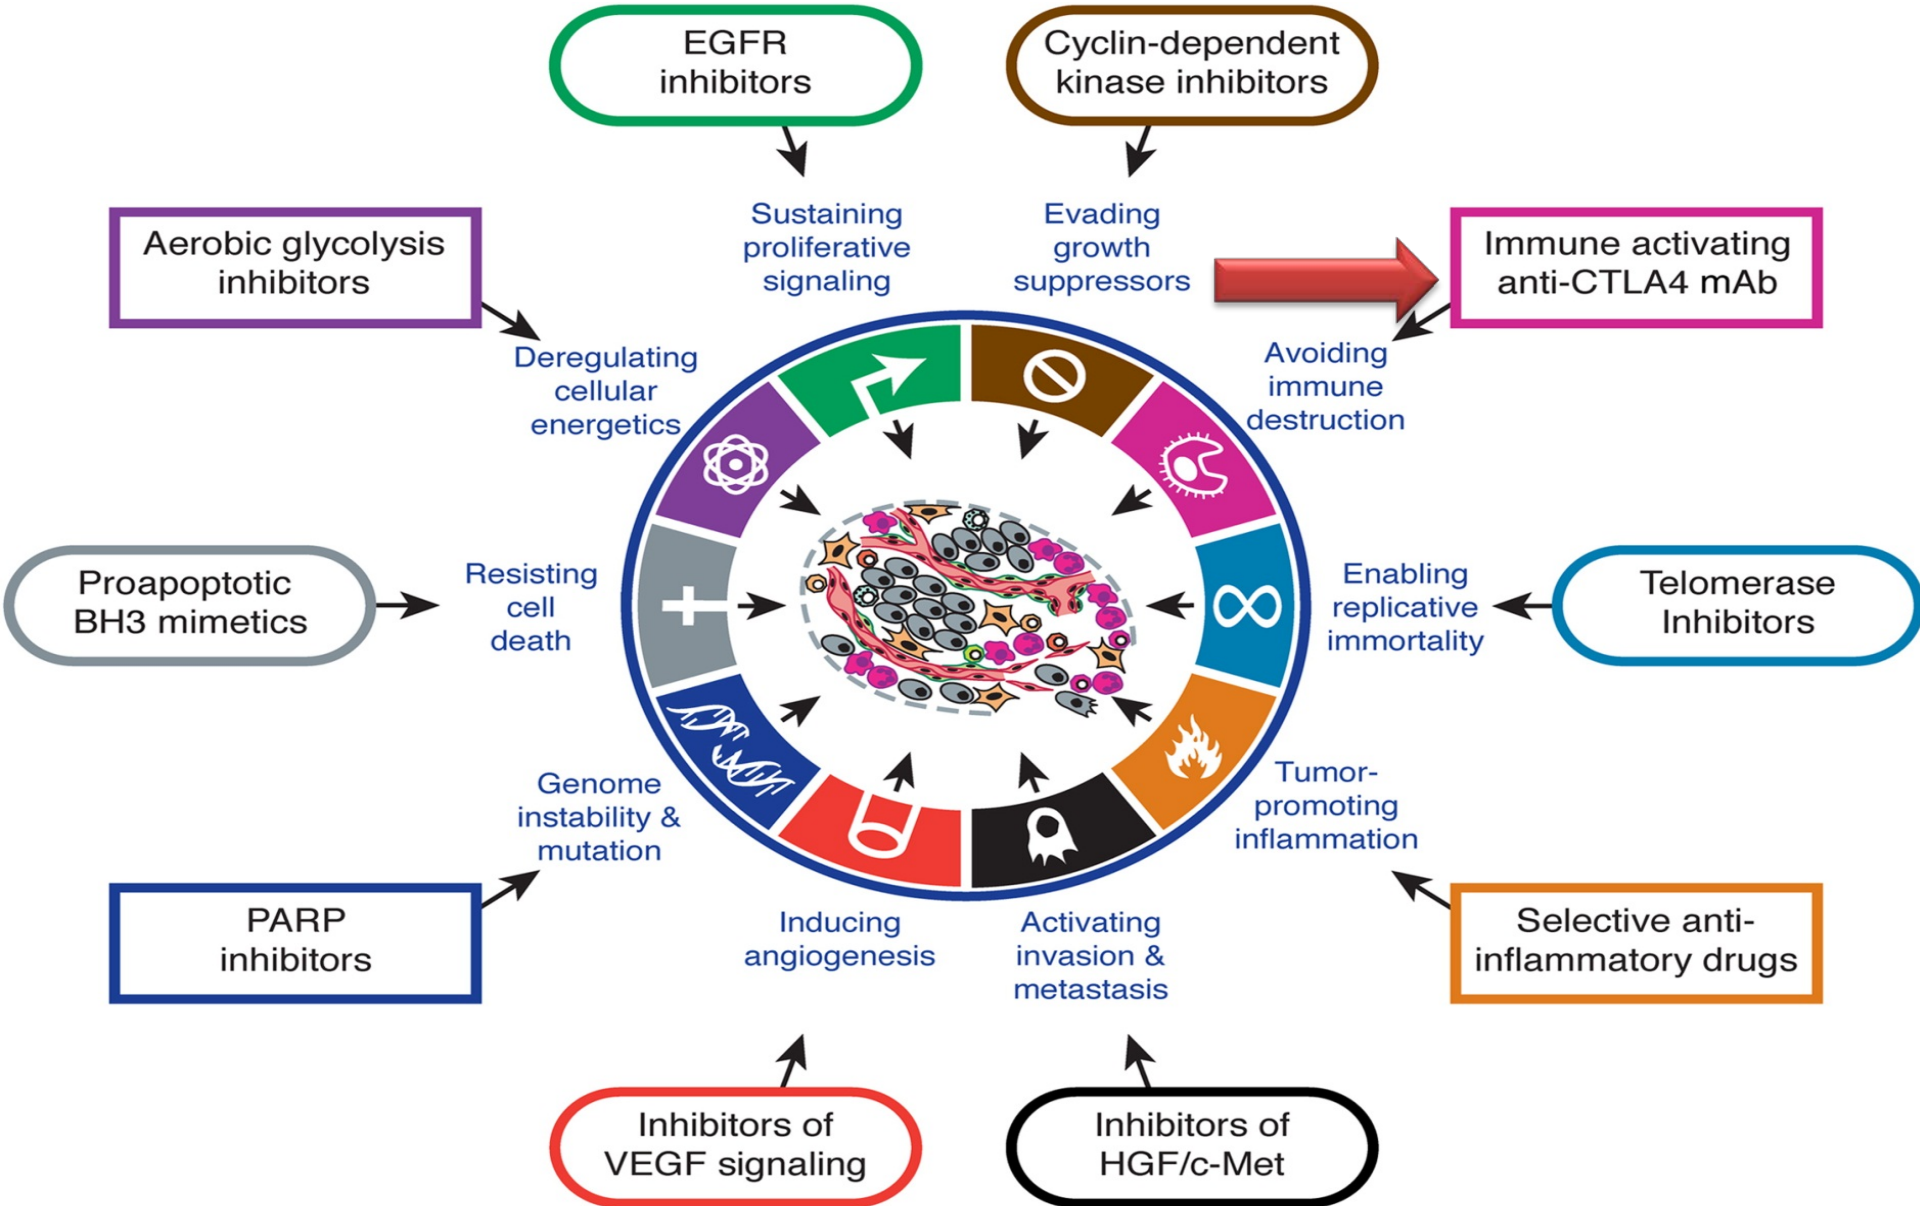 EGFR
inhibitors
Cyclin-dependent
kinase inhibitors
Aerobic glycolysis
inhibitors
Sustaining
proliferative
signaling
Evading
growth
suppressors
Immune activating
anti-CTLA4 mAb
Deregulating
cellular
energetics
Avoiding
immune
destruction
Proapoptotic
BH3 mimetics
Resisting
cell
death
Enabling
replicative
immortality
Telomerase
Inhibitors
Genome
instability &
mutation
Tumor-
promoting
inflammation
PARP
inhibitors
Inducing
angiogenesis
Activating
invasion &
metastasis
Selective anti-
inflammatory drugs
Inhibitors of
VEGF signaling
Inhibitors of
HGF/c-Met